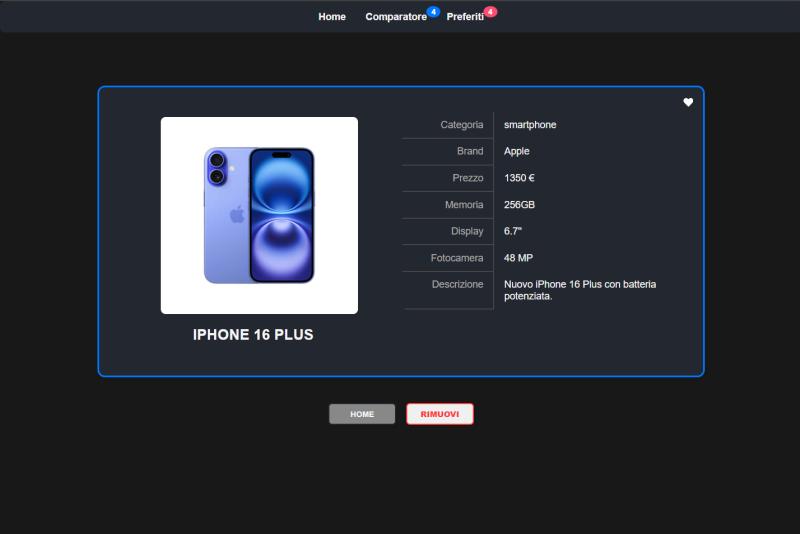 Home Comparatore 4 Preferiti 4
Categoria smartphone
Brand Apple
Prezzo 1350 €
Memoria 256GB
Display 6.7"
Fotocamera 48 MP
Descrizione Nuovo iPhone 16 Plus con batteria
potenziata.
IPHONE 16 PLUS
HOME RIMUOVI